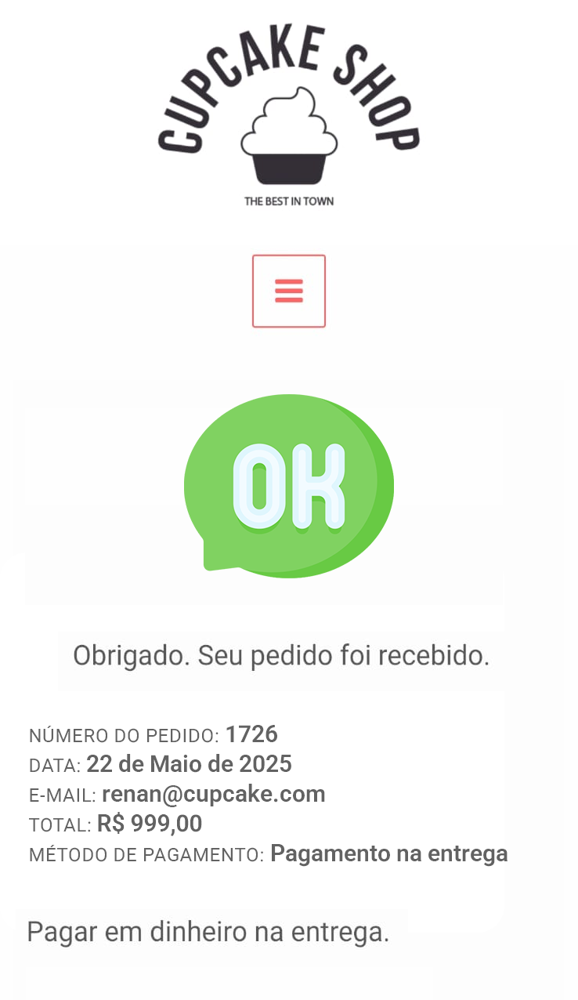 CUPCAKE SHOP
THE BEST IN TOWN
OK
Obrigado. Seu pedido foi recebido.
NÚMERO DO PEDIDO: 1726
DATA: 22 de Maio de 2025
E-MAIL: renan@cupcake.com
TOTAL: R$ 999,00
MÉTODO DE PAGAMENTO: Pagamento na entrega
Pagar em dinheiro na entrega.